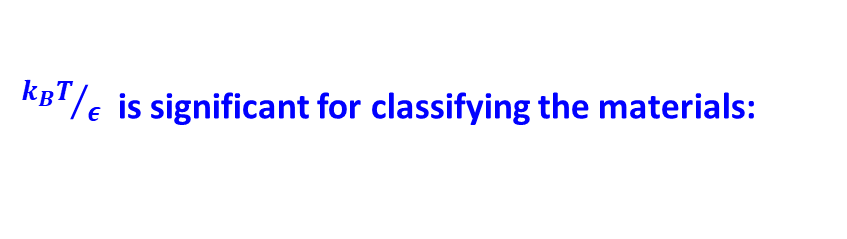 k_BT/ϵ is significant for classifying the materials: